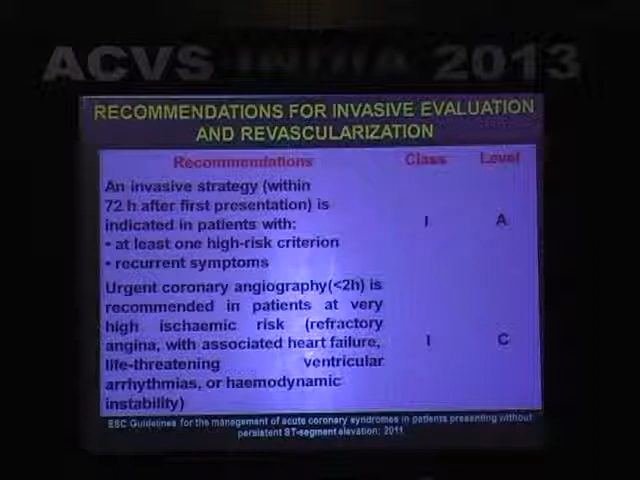 ACVS INDIA 2013
RECOMMENDATIONS FOR INVASIVE EVALUATION
AND REVASCULARIZATION
Recommendations Class Level
An invasive strategy (within
72 h after first presentation) is
indicated in patients with:
• at least one high-risk criterion
• recurrent symptoms
I A
Urgent coronary angiography(<2h) is
recommended in patients at very
high ischaemic risk (refractory
angina, with associated heart failure,
life-threatening ventricular
arrhythmias, or haemodynamic
instability)
I C
ESC Guidelines for the management of acute coronary syndromes in patients presenting without
persistent ST-segment elevation; 2011